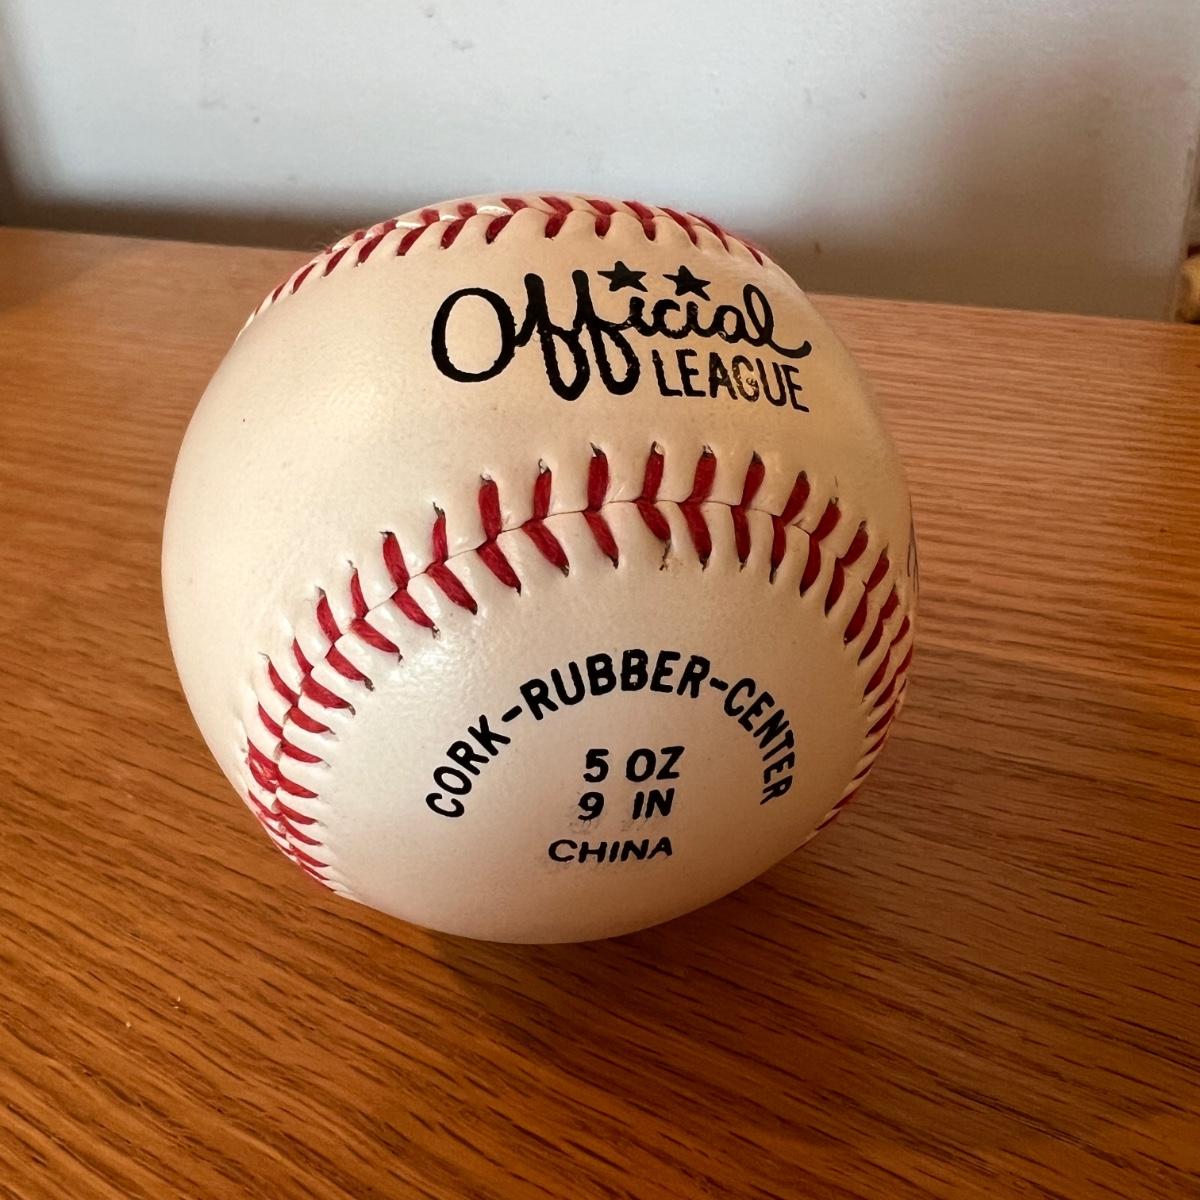 Official
LEAGUE
CORK-RUBBER-CENTER
5 OZ
9 IN
CHINA